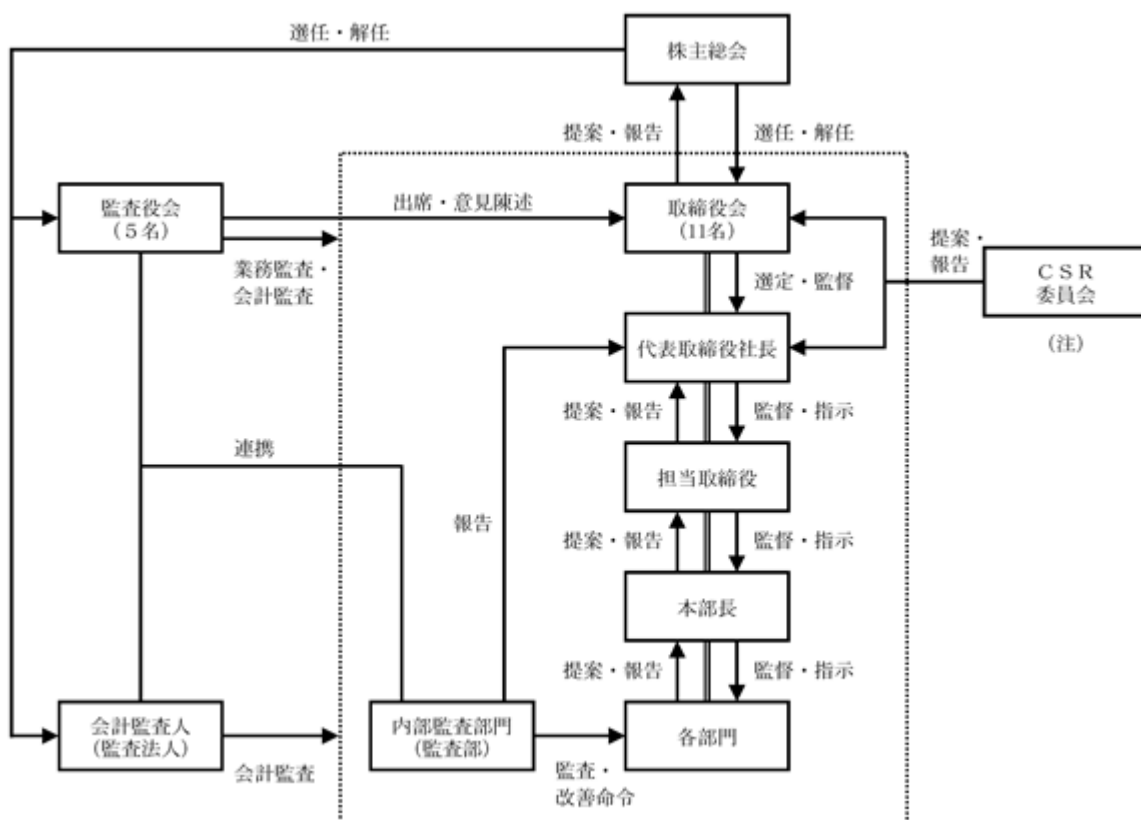 選任・解任
株主総会
提案・報告
選任・解任
監査役会
(5名)
出席・意見陳述
取締役会
(11名)
提案・
報告
CSR
委員会
(注)
業務監査・
会計監査
選定・監督
代表取締役社長
提案・報告
監督・指示
連携
担当取締役
報告
提案・報告
監督・指示
本部長
提案・報告
監督・指示
会計監査人
(監査法人)
会計監査
内部監査部門
(監査部)
各部門
監査・
改善命令